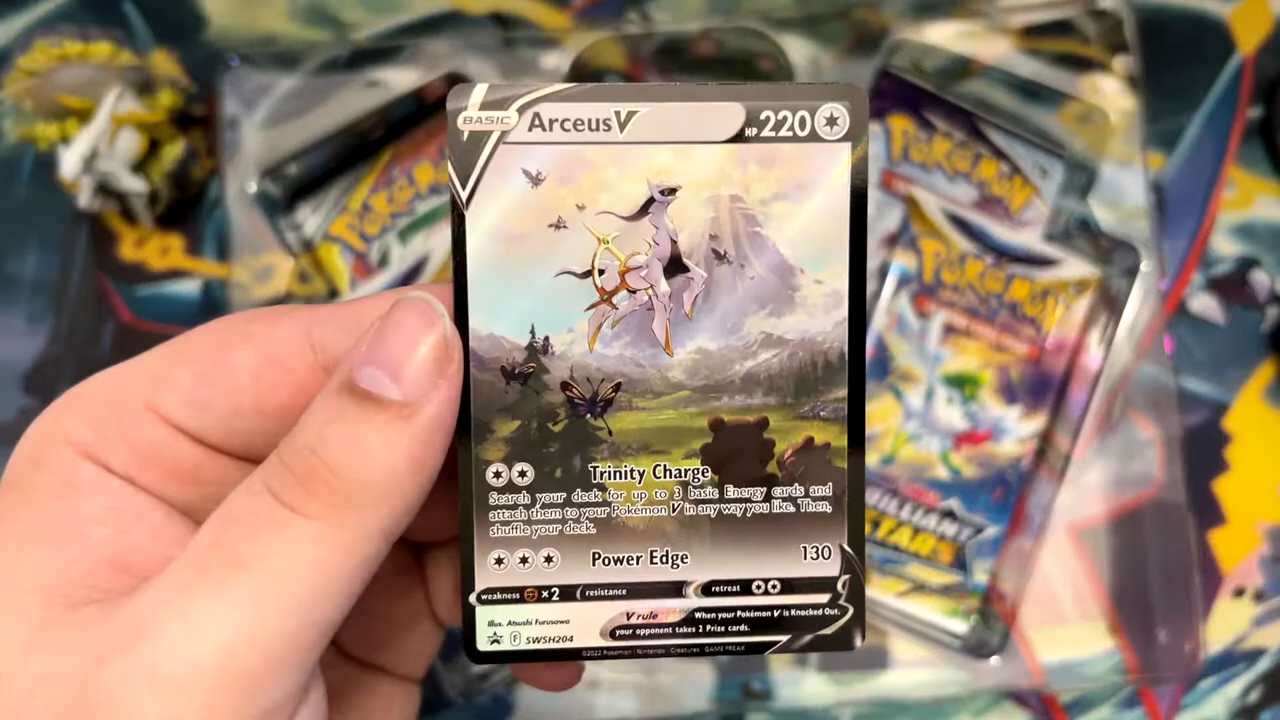 BASIC Arceus V HP 220
Trinity Charge
Search your deck for up to 3 basic Energy cards and
attach them to your Pokémon V in any way you like. Then,
shuffle your deck.
Power Edge 130
weakness ×2 resistance retreat
Illus. Atsushi Furusawa
V rule When your Pokémon V is Knocked Out,
your opponent takes 2 Prize cards.
F SWSH204
©2022 Pokémon / Nintendo / Creatures / GAME FREAK
POKÉMON
POKÉMON
POKÉMON
BRILLIANT
STARS